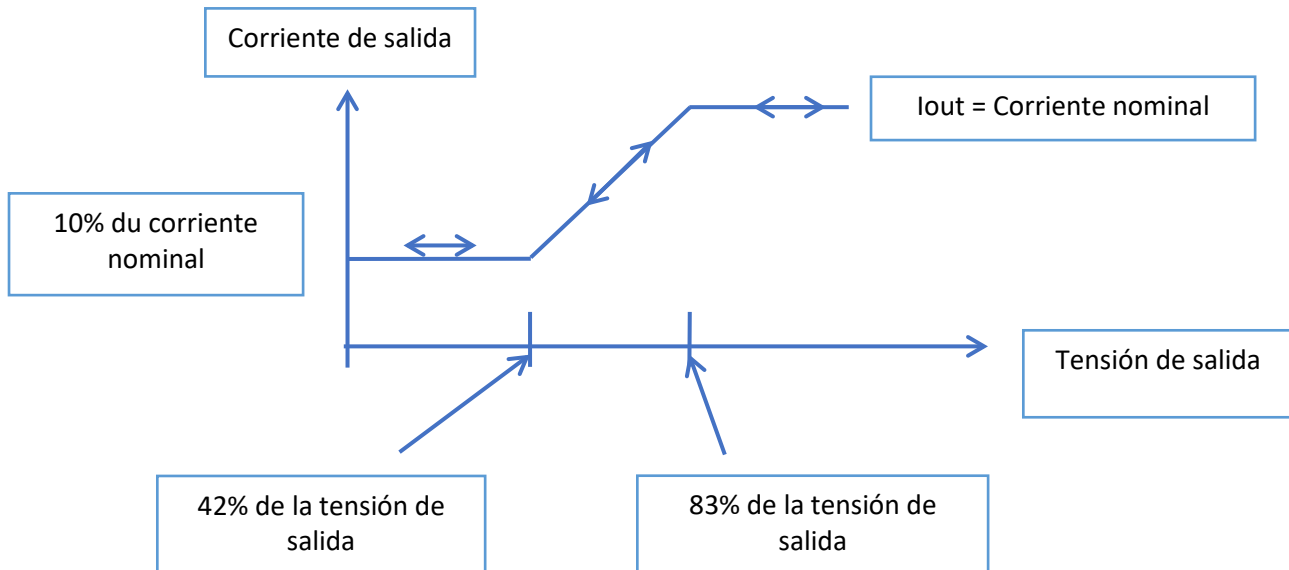 Corriente de salida
Iout = Corriente nominal
10% du corriente
nominal
Tensión de salida
42% de la tensión de
salida
83% de la tensión de
salida